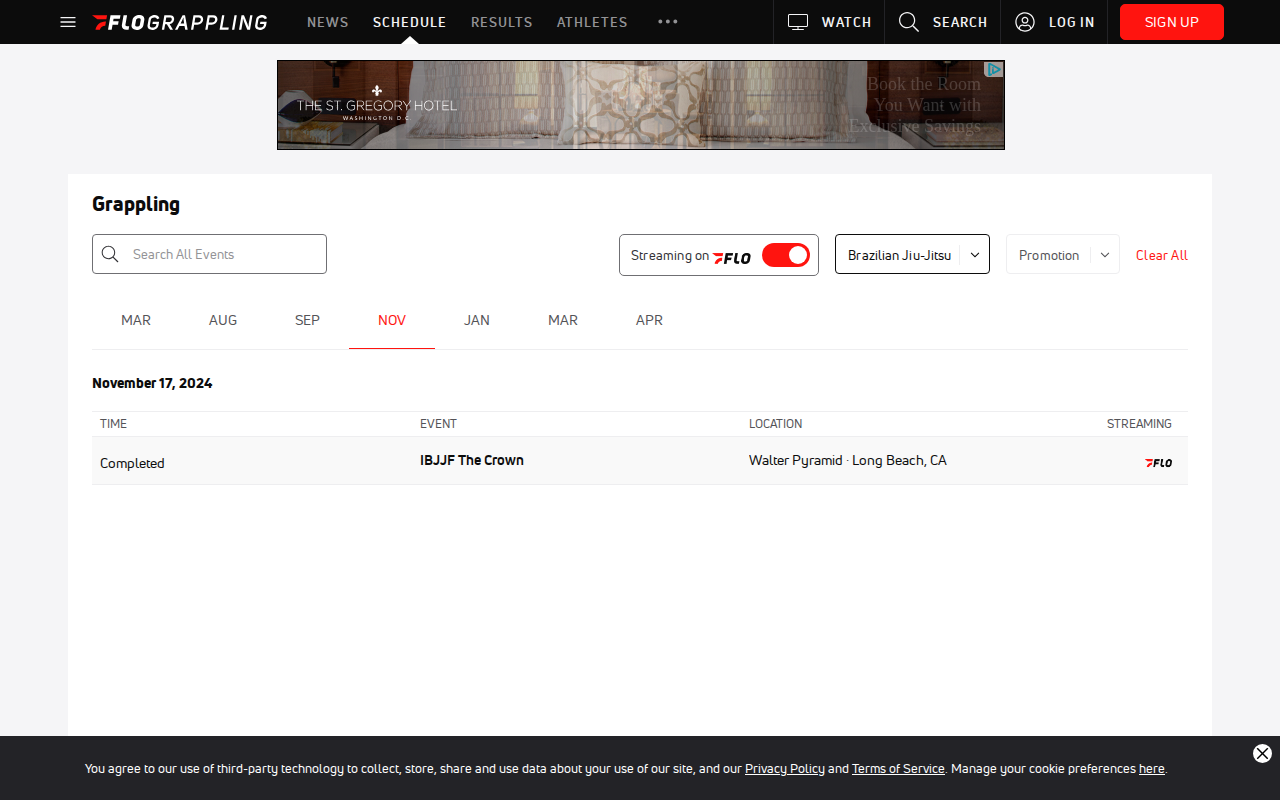 FLOGRAPPLING NEWS SCHEDULE RESULTS ATHLETES WATCH SEARCH LOG IN SIGN UP
THE ST. GREGORY HOTEL
WASHINGTON D.C.
Book the Room
You Want with
Exclusive Savings
Grappling
Search All Events Streaming on FLO Brazilian Jiu-Jitsu Promotion Clear All
MAR AUG SEP NOV JAN MAR APR
November 17, 2024
TIME EVENT LOCATION STREAMING
Completed IBJJF The Crown Walter Pyramid · Long Beach, CA FLO
You agree to our use of third-party technology to collect, store, share and use data about your use of our site, and our Privacy Policy and Terms of Service. Manage your cookie preferences here.